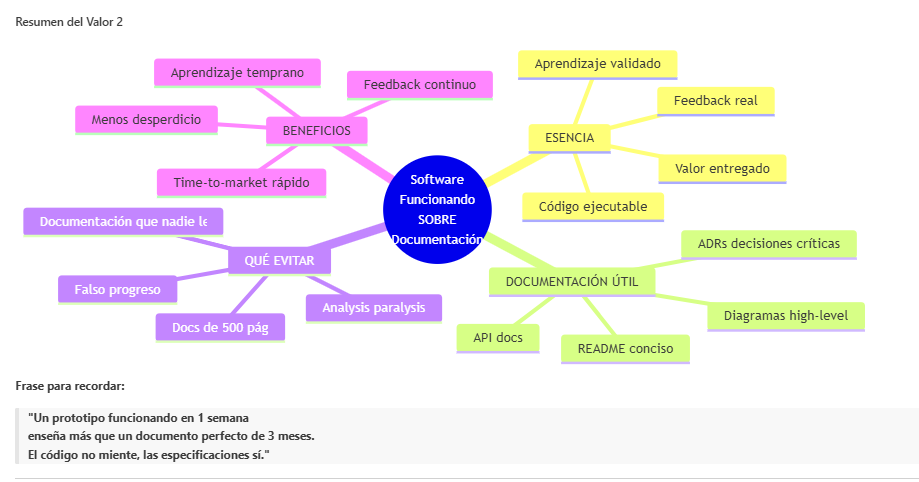 Resumen del Valor 2
Aprendizaje temprano
Feedback continuo
Menos desperdicio
BENEFICIOS
Time-to-market rápido
Aprendizaje validado
Feedback real
ESENCIA
Valor entregado
Código ejecutable
Software
Funcionando
SOBRE
Documentación
Documentación que nadie le
QUÉ EVITAR
Falso progreso
Docs de 500 pág
Analysis paralysis
ADRs decisiones críticas
DOCUMENTACIÓN ÚTIL
Diagramas high-level
API docs
README conciso
Frase para recordar:
"Un prototipo funcionando en 1 semana
enseña más que un documento perfecto de 3 meses.
El código no miente, las especificaciones sí."